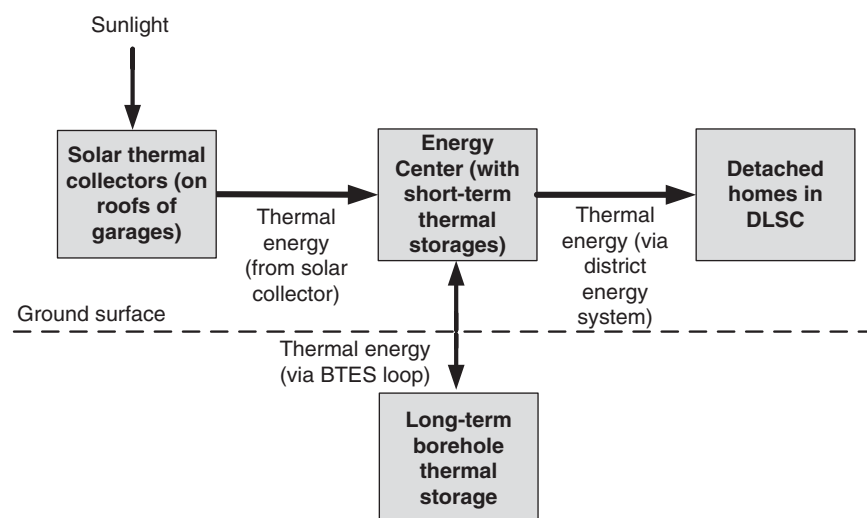 Sunlight
Solar thermal
collectors (on
roofs of
garages)
Thermal
energy
(from solar
collector)
Energy
Center (with
short-term
thermal
storages)
Thermal
energy (via
district
energy
system)
Detached
homes in
DLSC
Ground surface
Thermal energy
(via BTES loop)
Long-term
borehole
thermal
storage